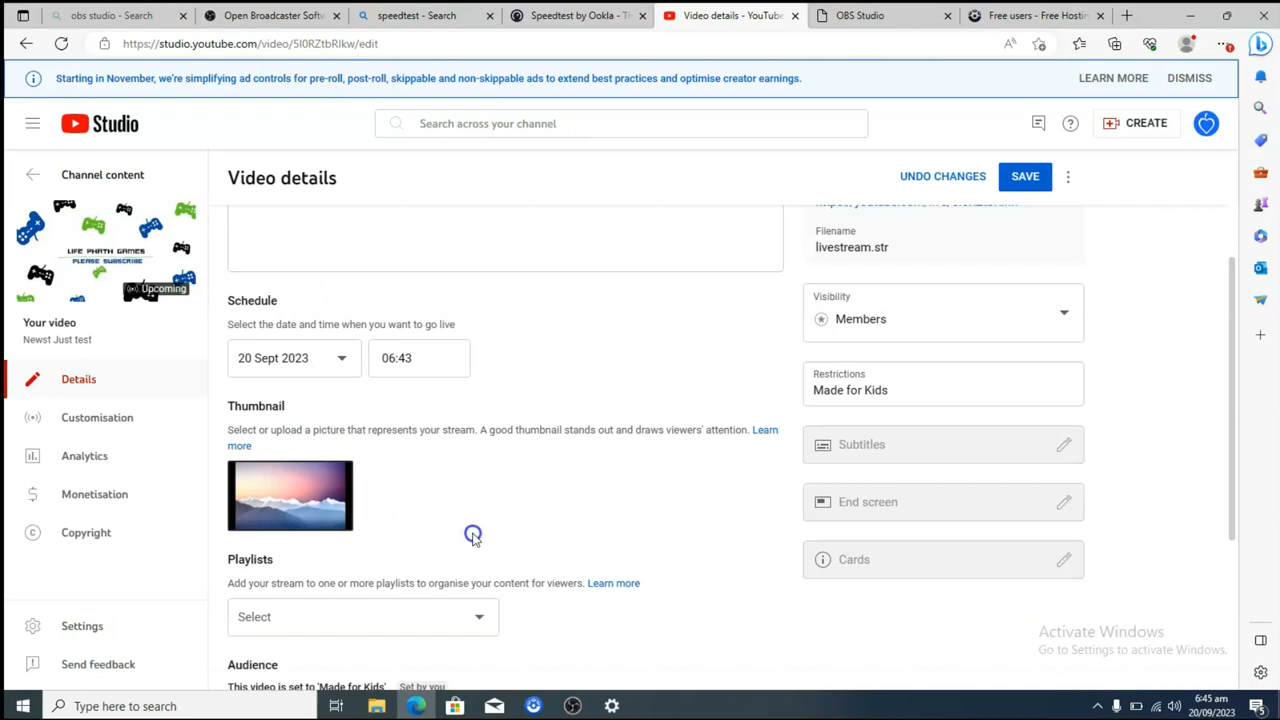 obs studio - Search
Open Broadcaster Softw
speedtest - Search
Speedtest by Ookla - Th
Video details - YouTube
OBS Studio
Free users - Free Hostin
https://studio.youtube.com/video/5I0RZtbRIkw/edit
Starting in November, we're simplifying ad controls for pre-roll, post-roll, skippable and non-skippable ads to extend best practices and optimise creator earnings.
LEARN MORE
DISMISS
Studio
Search across your channel
CREATE
Channel content
Video details
UNDO CHANGES
SAVE
LIFE PHATH GAMES
PLEASE SUBSCRIBE
Upcoming
Your video
Newst Just test
Details
Customisation
Analytics
Monetisation
Copyright
Settings
Send feedback
Schedule
Select the date and time when you want to go live
20 Sept 2023
06:43
Thumbnail
Select or upload a picture that represents your stream. A good thumbnail stands out and draws viewers' attention. Learn
more
Playlists
Add your stream to one or more playlists to organise your content for viewers. Learn more
Select
Audience
This video is set to 'Made for Kids' Set by you
Filename
livestream.str
Visibility
Members
Restrictions
Made for Kids
Subtitles
End screen
Cards
Activate Windows
Go to Settings to activate Windows.
Type here to search
6:45 am
20/09/2023
5